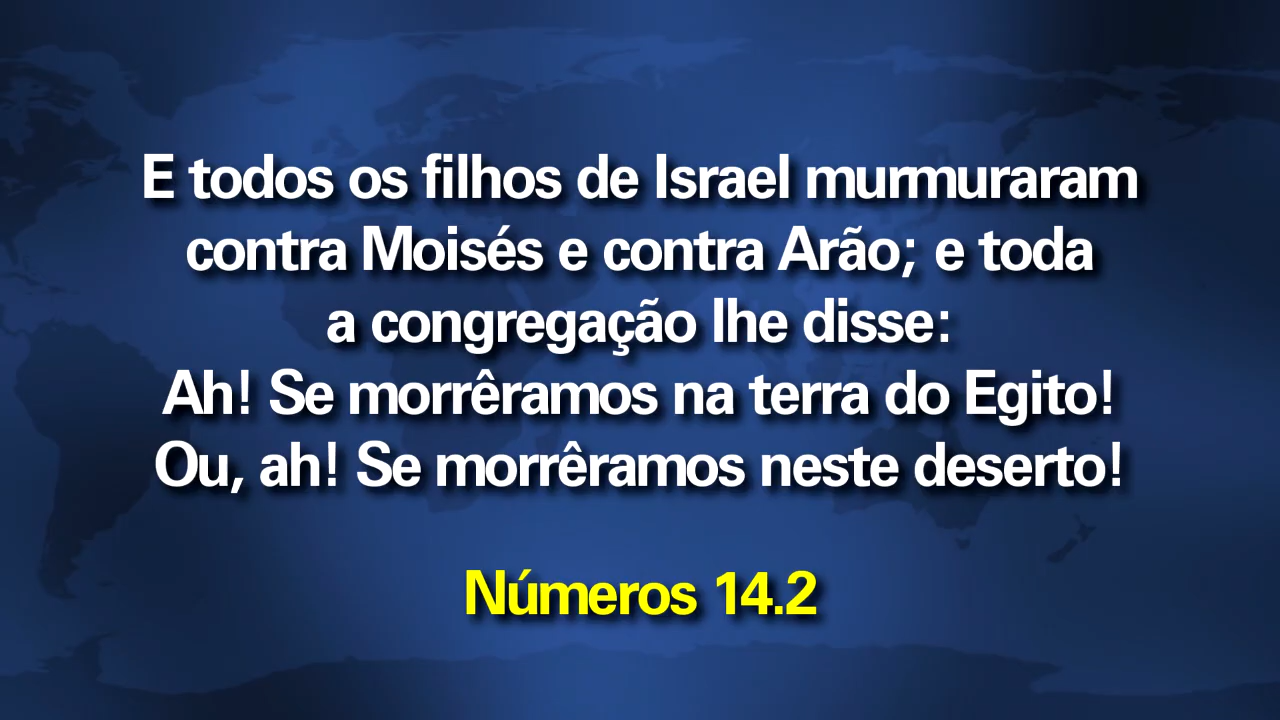 E todos os filhos de Israel murmuraram
contra Moisés e contra Arão; e toda
a congregação lhe disse:
Ah! Se morrêramos na terra do Egito!
Ou, ah! Se morrêramos neste deserto!
Números 14.2